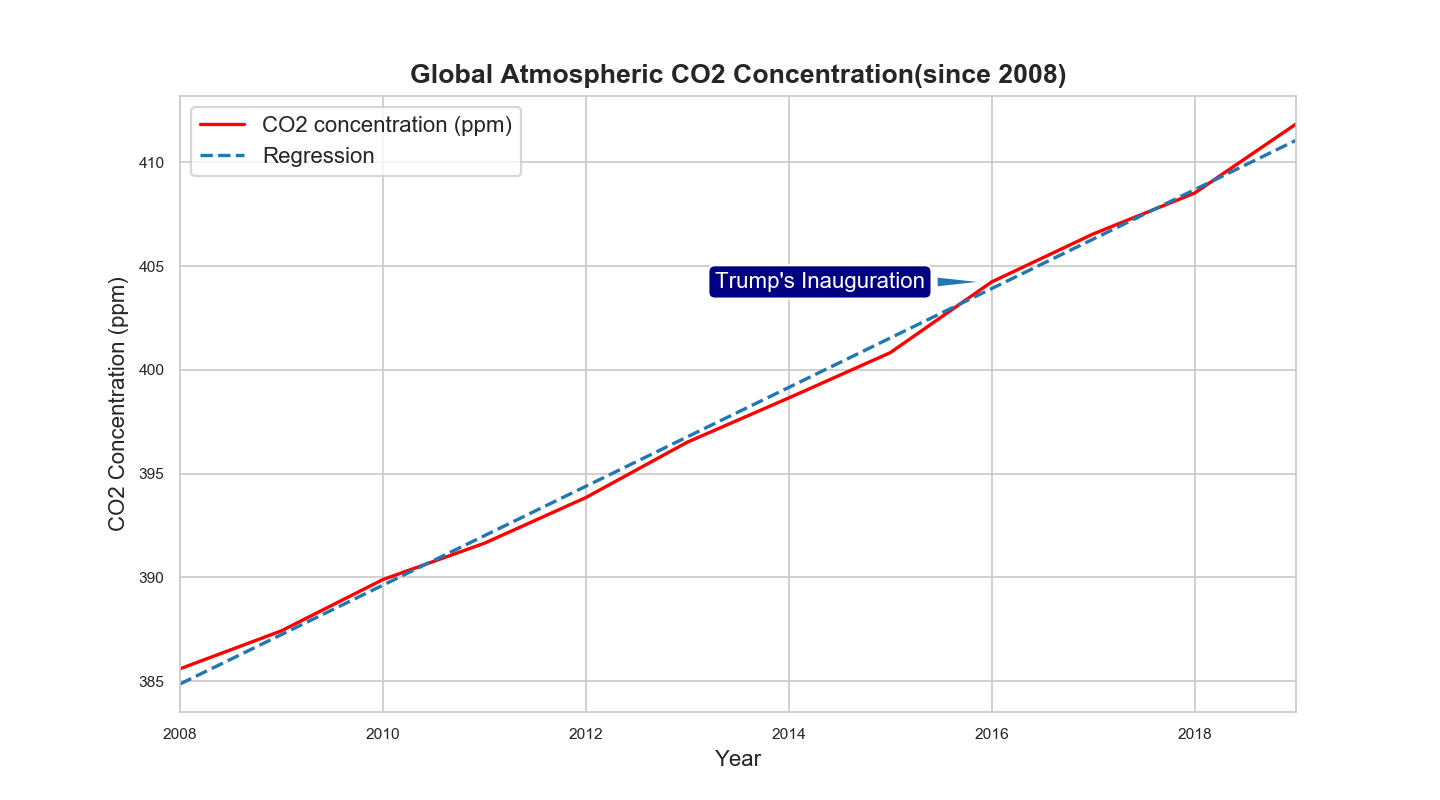 Global Atmospheric CO2 Concentration(since 2008)
CO2 concentration (ppm)
Regression
410
405
400
395
390
385
CO2 Concentration (ppm)
Trump's Inauguration
2008 2010 2012 2014 2016 2018
Year